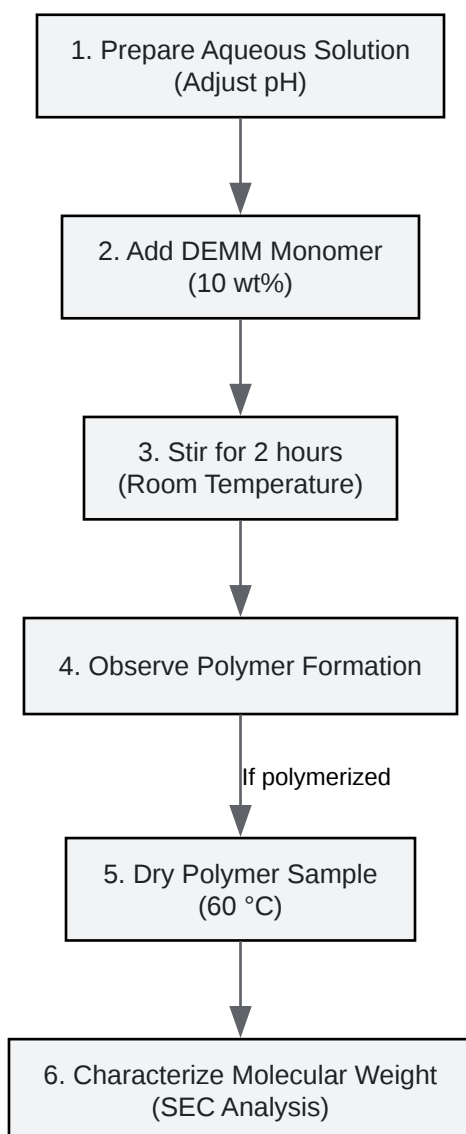 1. Prepare Aqueous Solution
(Adjust pH)
2. Add DEMM Monomer
(10 wt%)
3. Stir for 2 hours
(Room Temperature)
4. Observe Polymer Formation
If polymerized
5. Dry Polymer Sample
(60 °C)
6. Characterize Molecular Weight
(SEC Analysis)